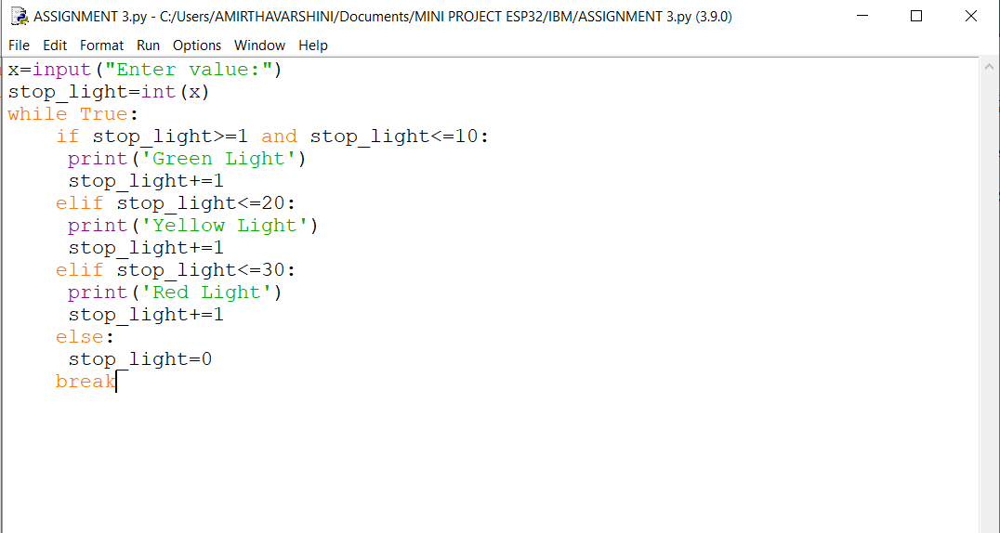 ASSIGNMENT 3.py - C:/Users/AMIRTHAVARSHINI/Documents/MINI PROJECT ESP32/IBM/ASSIGNMENT 3.py (3.9.0)
File Edit Format Run Options Window Help
x=input("Enter value:")
stop_light=int(x)
while True:
    if stop_light>=1 and stop_light<=10:
     print('Green Light')
     stop_light+=1
    elif stop_light<=20:
     print('Yellow Light')
     stop_light+=1
    elif stop_light<=30:
     print('Red Light')
     stop_light+=1
    else:
     stop_light=0
    break